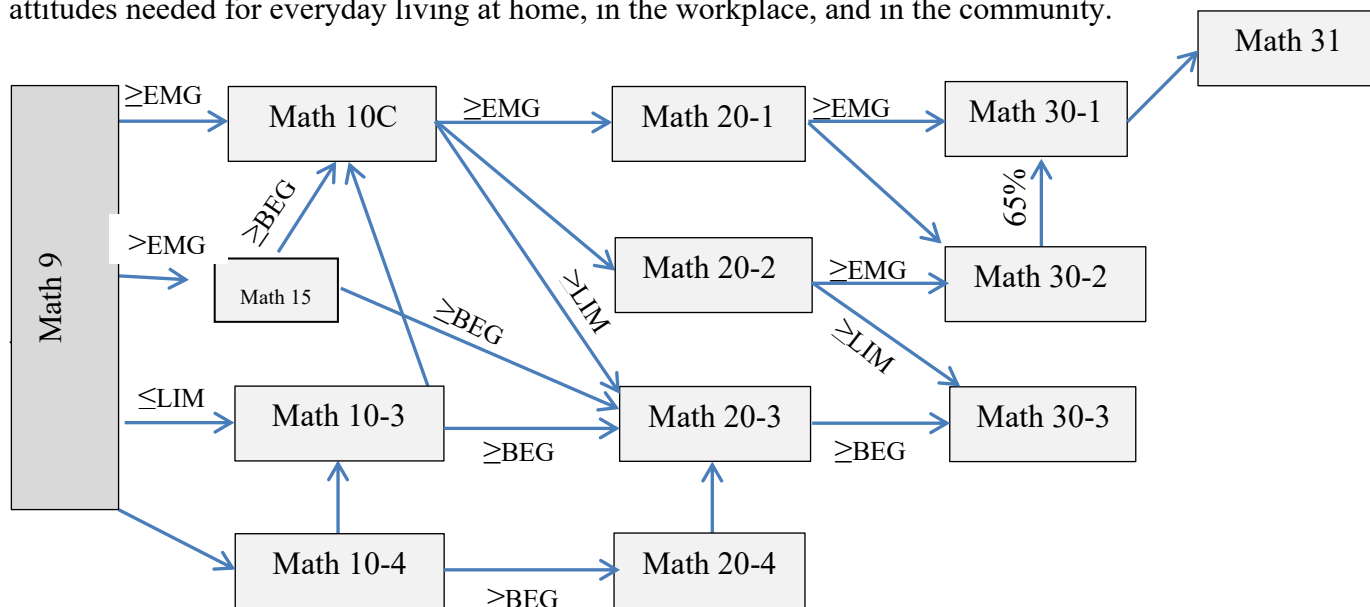 attitudes needed for everyday living at home, in the workplace, and in the community.
Math 31
≥EMG
Math 10C
≥EMG
Math 20-1
≥EMG
Math 30-1
≥BEG
65%
>EMG
Math 9
Math 15
≥LIM
Math 20-2
≥EMG
Math 30-2
≥BEG
≥LIM
≤LIM
Math 10-3
≥BEG
Math 20-3
≥BEG
Math 30-3
Math 10-4
≥BEG
Math 20-4